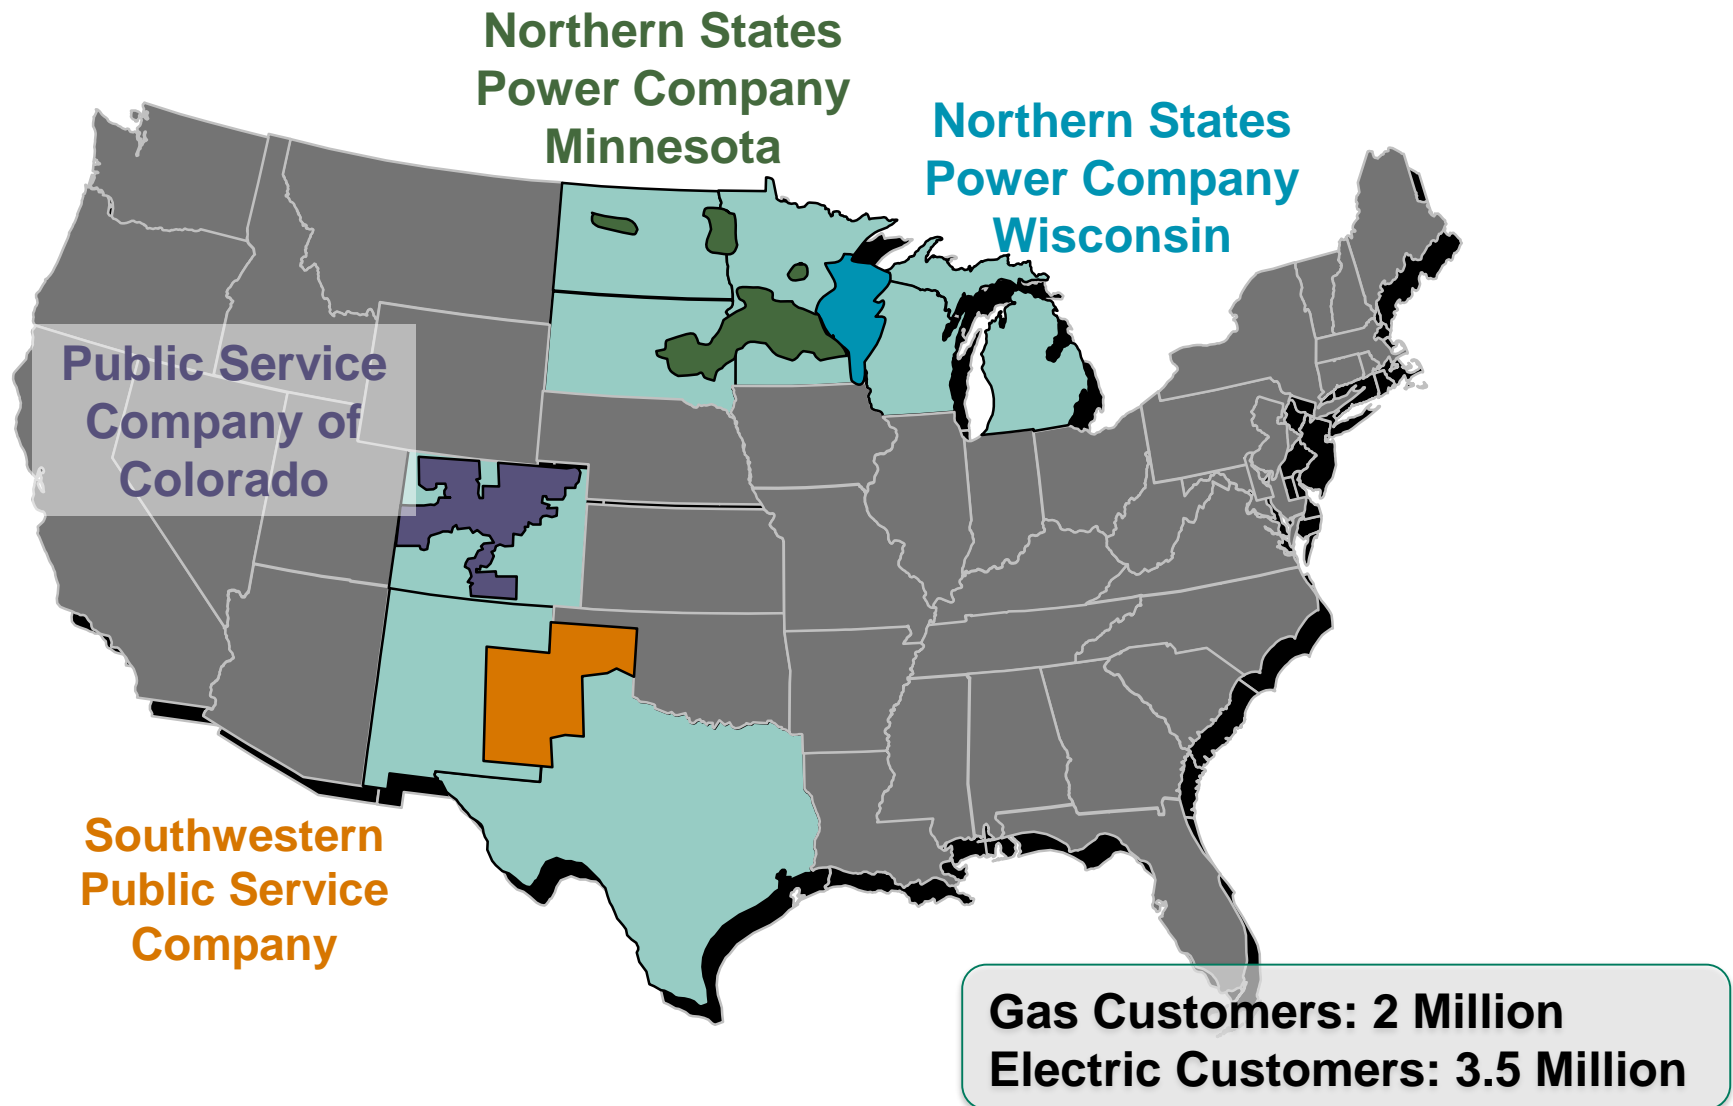 Northern States
Power Company
Minnesota
Northern States
Power Company
Wisconsin
Public Service
Company of
Colorado
Southwestern
Public Service
Company
Gas Customers: 2 Million
Electric Customers: 3.5 Million